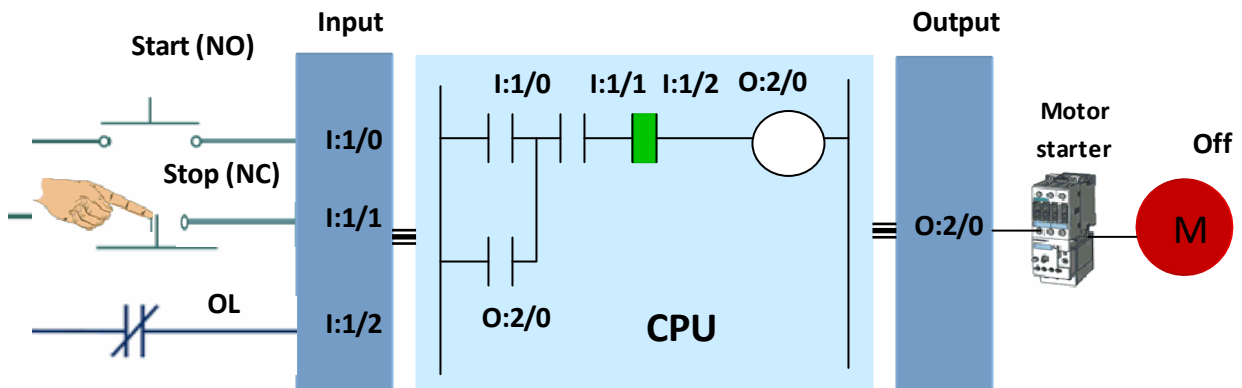 Input
Output
Start (NO)
I:1/0
I:1/1
I:1/2
O:2/0
Motor
starter
Off
I:1/0
Stop (NC)
I:1/1
O:2/0
M
OL
I:1/2
O:2/0
CPU